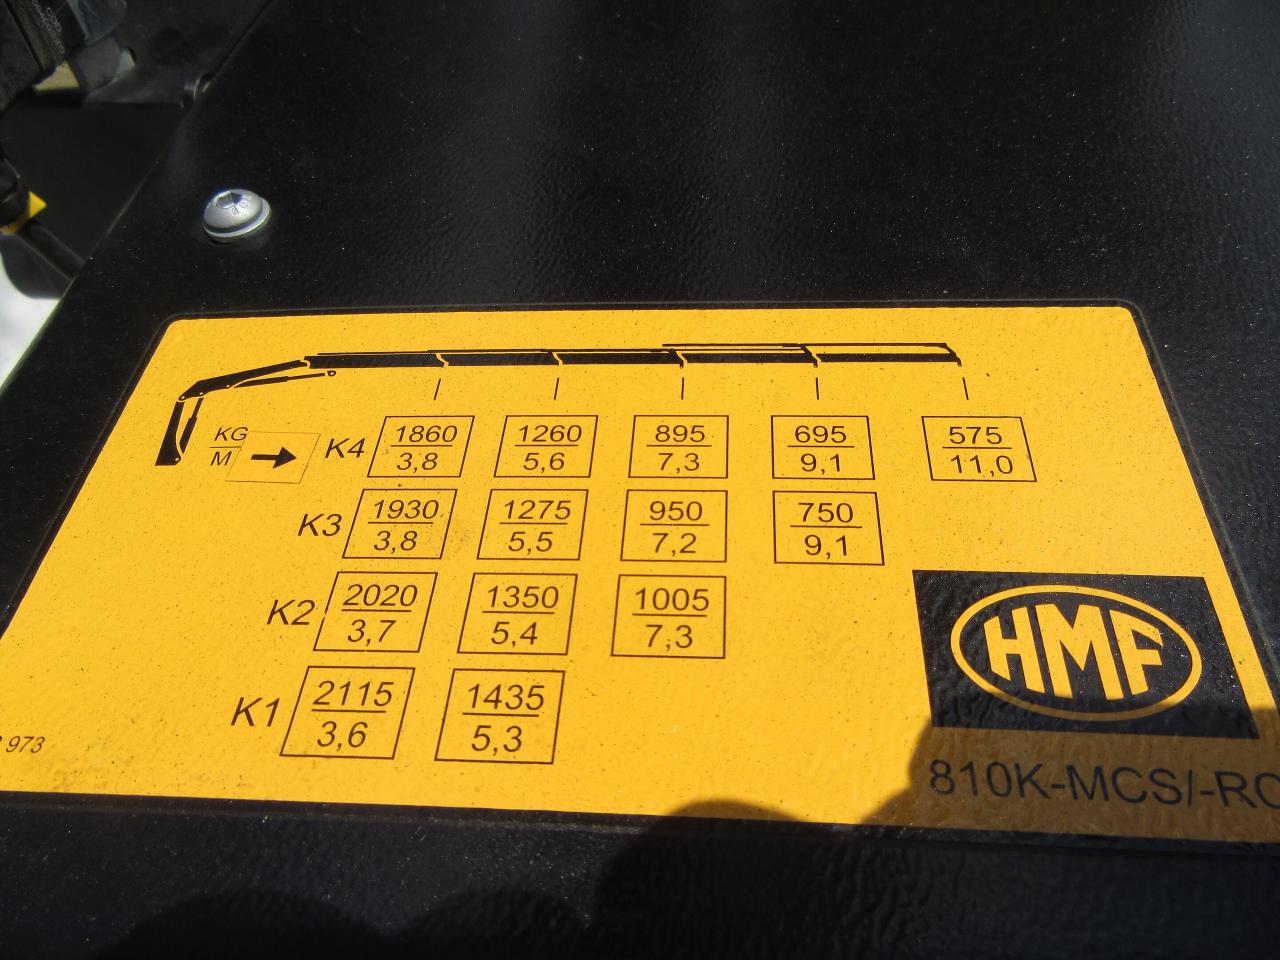 KG
M
K4 1860 1260 895 695 575
3,8 5,6 7,3 9,1 11,0
K3 1930 1275 950 750
3,8 5,5 7,2 9,1
K2 2020 1350 1005
3,7 5,4 7,3
K1 2115 1435
3,6 5,3
HMF
973
810K-MCS/-RC